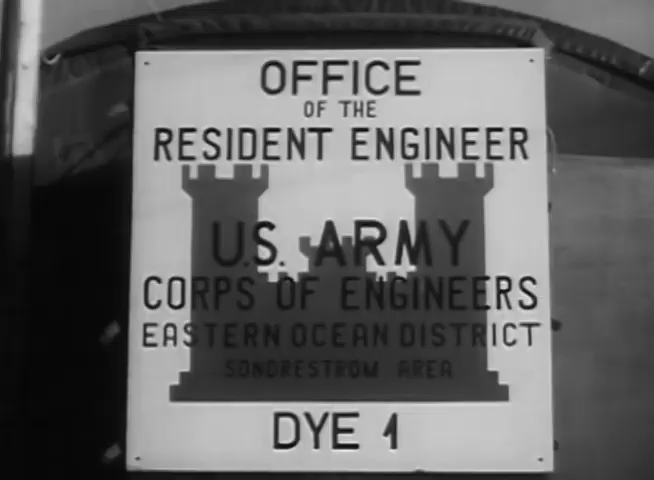 OFFICE
OF THE
RESIDENT ENGINEER
U.S. ARMY
CORPS OF ENGINEERS
EASTERN OCEAN DISTRICT
SONDRESTROM AREA
DYE 1